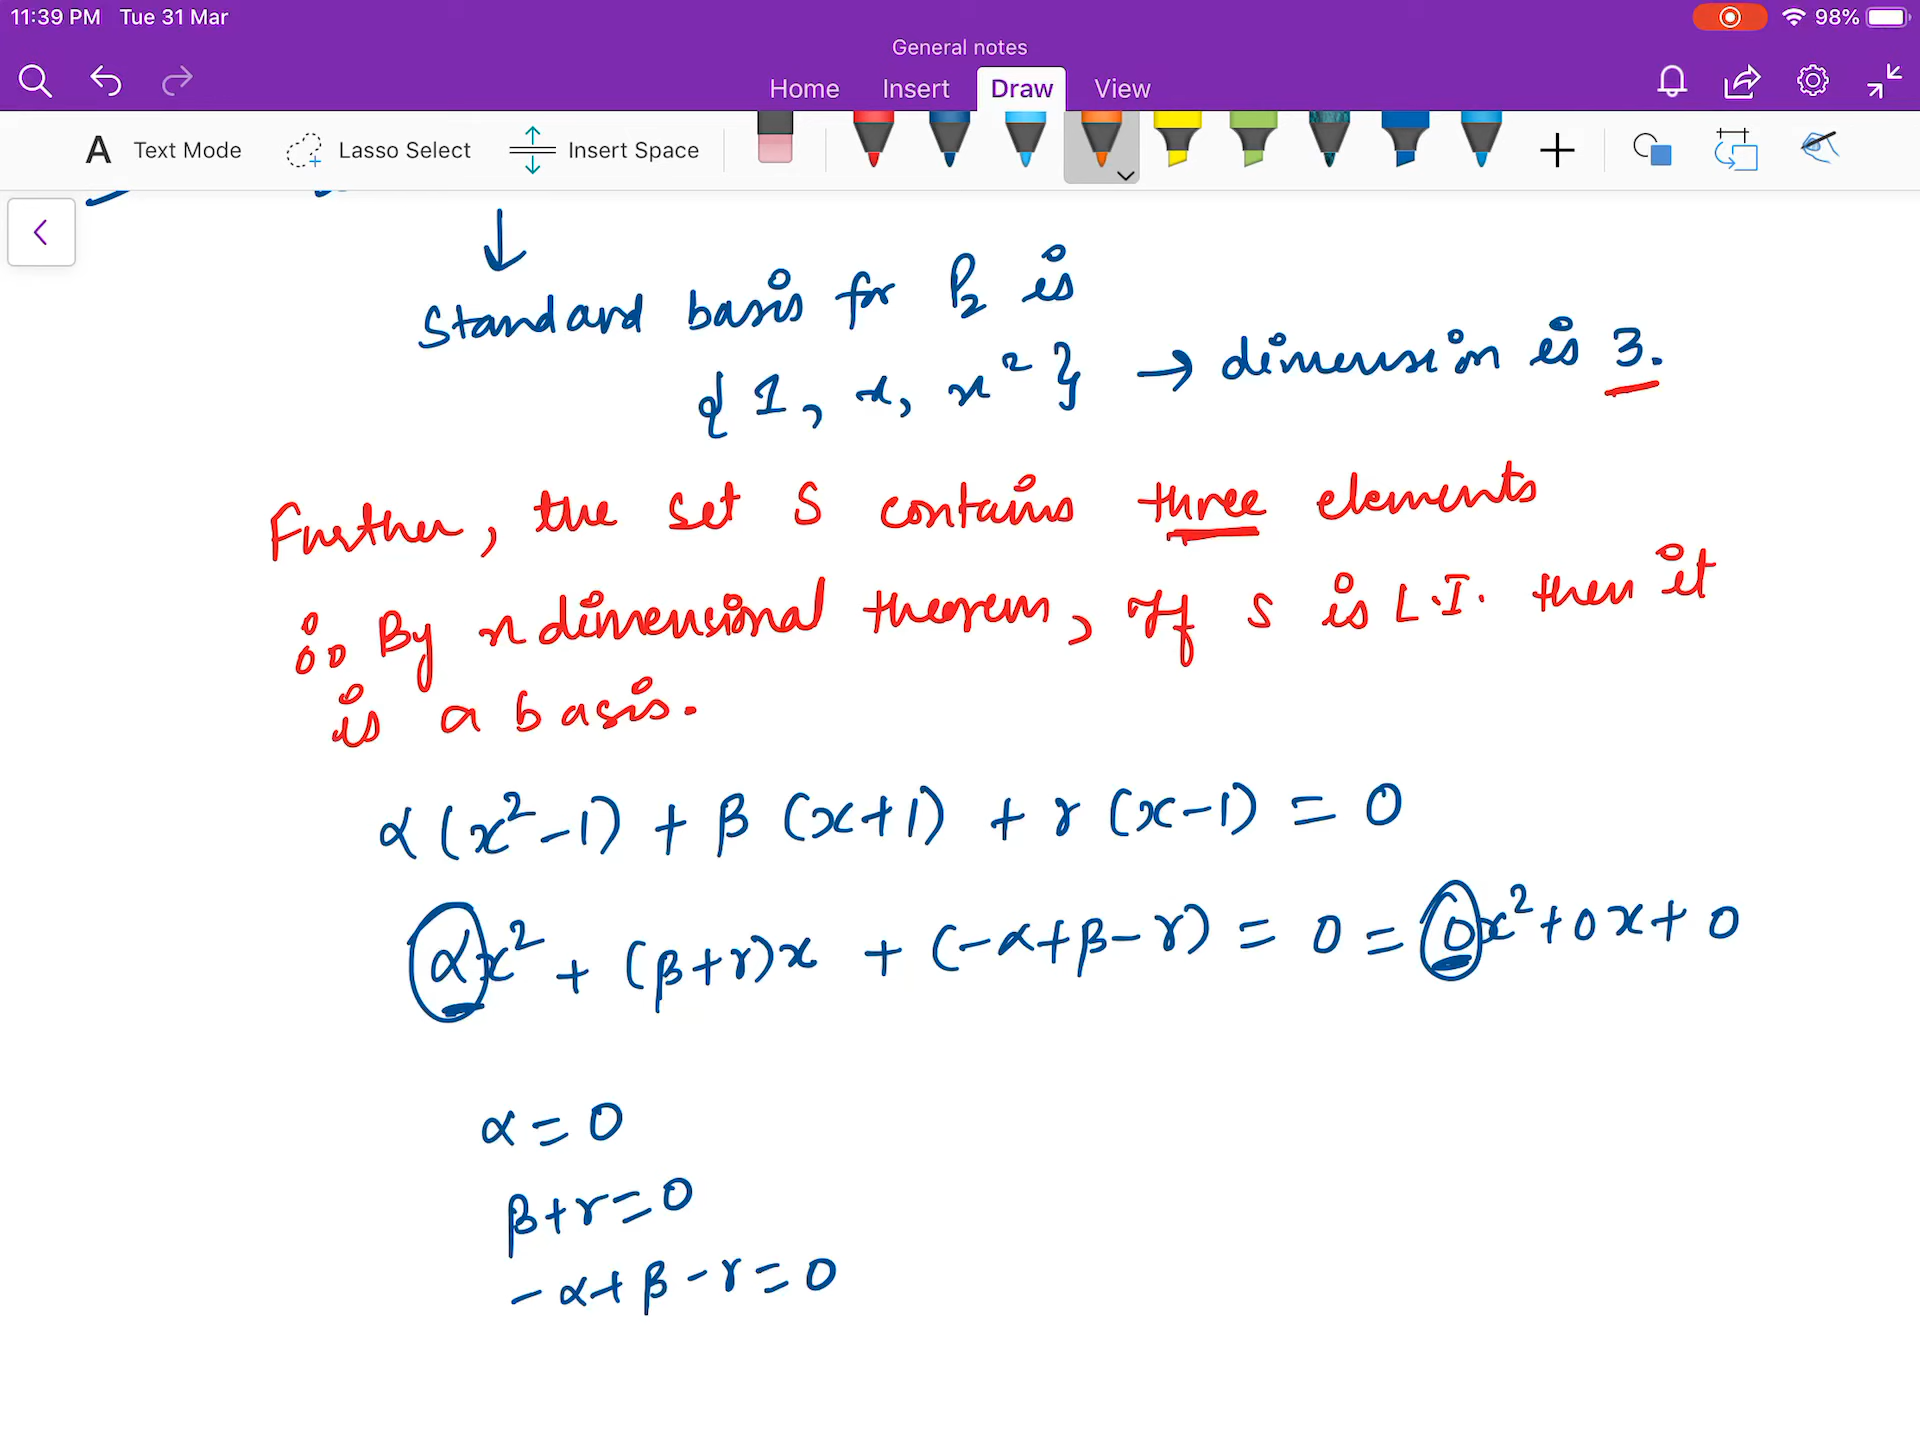 11:39 PM Tue 31 Mar
98%
General notes
Home Insert Draw View
A Text Mode Lasso Select Insert Space
Standard basis for P₂ is
{1, x, x²} → dimension is 3.
Further, the set S contains three elements
∴ By n dimensional theorem, If S is L.I. then it
is a basis.
α(x²-1) + β(x+1) + r(x-1) = 0
αx² + (β+r)x + (-α+β-r) = 0 = 0x²+0x+0
α=0
β+r=0
-α+β-r=0